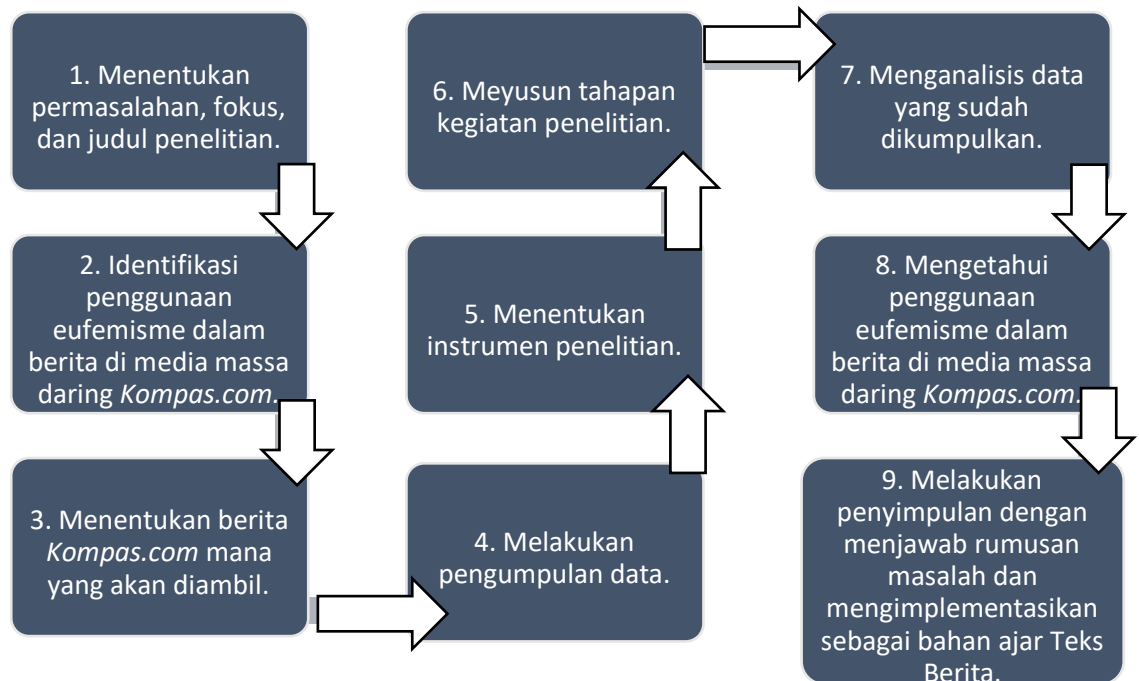 1. Menentukan
permasalahan, fokus,
dan judul penelitian.
2. Identifikasi
penggunaan
eufemisme dalam
berita di media massa
daring Kompas.com.
3. Menentukan berita
Kompas.com mana
yang akan diambil.
4. Melakukan
pengumpulan data.
5. Menentukan
instrumen penelitian.
6. Meyusun tahapan
kegiatan penelitian.
7. Menganalisis data
yang sudah
dikumpulkan.
8. Mengetahui
penggunaan
eufemisme dalam
berita di media massa
daring Kompas.com.
9. Melakukan
penyimpulan dengan
menjawab rumusan
masalah dan
mengimplementasikan
sebagai bahan ajar Teks
Berita.